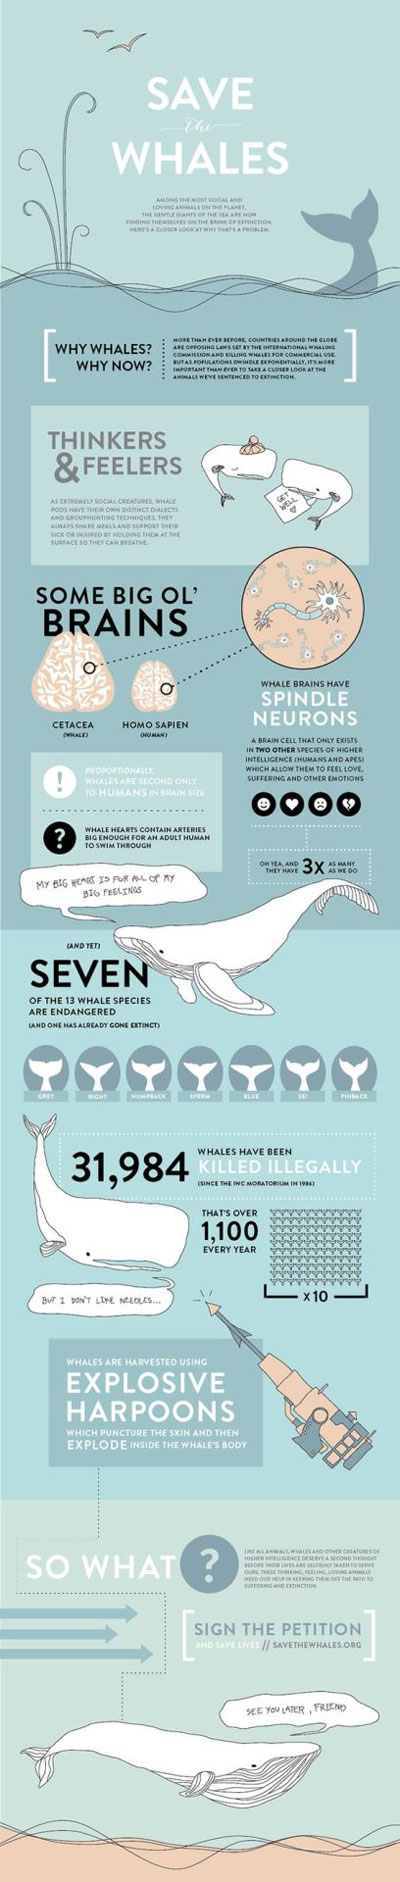 SAVE
the
WHALES
AMONG THE MOST SOCIAL AND
LOVING ANIMALS ON THE PLANET,
THE GENTLE GIANTS OF THE SEA ARE NOW
FINDING THEMSELVES ON THE BRINK OF EXTINCTION.
HERE'S A CLOSER LOOK AT WHY THAT'S A PROBLEM.
WHY WHALES?
WHY NOW?
MORE THAN EVER BEFORE, COUNTRIES AROUND THE GLOBE
ARE OPPOSING LAWS SET BY THE INTERNATIONAL WHALING
COMMISSION AND KILLING WHALES FOR COMMERCIAL USE.
BUT AS POPULATIONS DWINDLE EXPONENTIALLY, IT'S MORE
IMPORTANT THAN EVER TO TAKE A CLOSER LOOK AT THE
ANIMALS WE'VE SENTENCED TO EXTINCTION.
THINKERS
& FEELERS
AS EXTREMELY SOCIAL CREATURES, WHALE
PODS HAVE THEIR OWN DISTINCT DIALECTS
AND GROUPHUNTING TECHNIQUES. THEY
ALWAYS SHARE MEALS AND SUPPORT THEIR
SICK OR INJURED BY HOLDING THEM AT THE
SURFACE SO THEY CAN BREATHE.
GET
WELL
SOME BIG OL'
BRAINS
CETACEA
(WHALE)
HOMO SAPIEN
(HUMAN)
WHALE BRAINS HAVE
SPINDLE
NEURONS
A BRAIN CELL THAT ONLY EXISTS
IN TWO OTHER SPECIES OF HIGHER
INTELLIGENCE (HUMANS AND APES)
WHICH ALLOW THEM TO FEEL LOVE,
SUFFERING AND OTHER EMOTIONS
!
PROPORTIONALLY,
WHALES ARE SECOND ONLY
TO HUMANS IN BRAIN SIZE
?
WHALE HEARTS CONTAIN ARTERIES
BIG ENOUGH FOR AN ADULT HUMAN
TO SWIM THROUGH
OH YEA, AND
THEY HAVE
3X
AS MANY
AS WE DO
MY BIG HEART IS FOR ALL OF MY
BIG FEELINGS
(AND YET)
SEVEN
OF THE 13 WHALE SPECIES
ARE ENDANGERED
(AND ONE HAS ALREADY GONE EXTINCT)
GREY
RIGHT
HUMPBACK
SPERM
BLUE
SEI
FINBACK
31,984
WHALES HAVE BEEN
KILLED ILLEGALLY
(SINCE THE IWC MORATORIUM IN 1986)
THAT'S OVER
1,100
EVERY YEAR
X 10
BUT I DON'T LIKE NEEDLES...
WHALES ARE HARVESTED USING
EXPLOSIVE
HARPOONS
WHICH PUNCTURE THE SKIN AND THEN
EXPLODE INSIDE THE WHALE'S BODY
SO WHAT ?
LIKE ALL ANIMALS, WHALES AND OTHER CREATURES OF
HIGHER INTELLIGENCE DESERVE A SECOND THOUGHT
BEFORE THEIR LIVES ARE SELFISHLY TAKEN TO SERVE
OURS. THESE THINKING, FEELING, LOVING ANIMALS
NEED OUR HELP IN KEEPING THEM OFF THE PATH TO
SUFFERING AND EXTINCTION.
SIGN THE PETITION
AND SAVE LIVES // SAVETHEWHALES.ORG
SEE YOU LATER, FRIEND